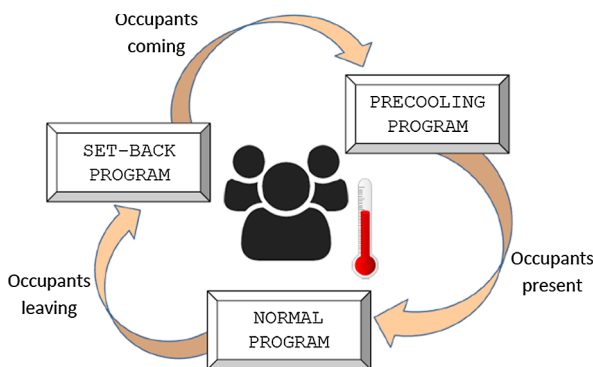 Occupants
coming
PRECOOLING
PROGRAM
SET-BACK
PROGRAM
Occupants
present
Occupants
leaving
NORMAL
PROGRAM